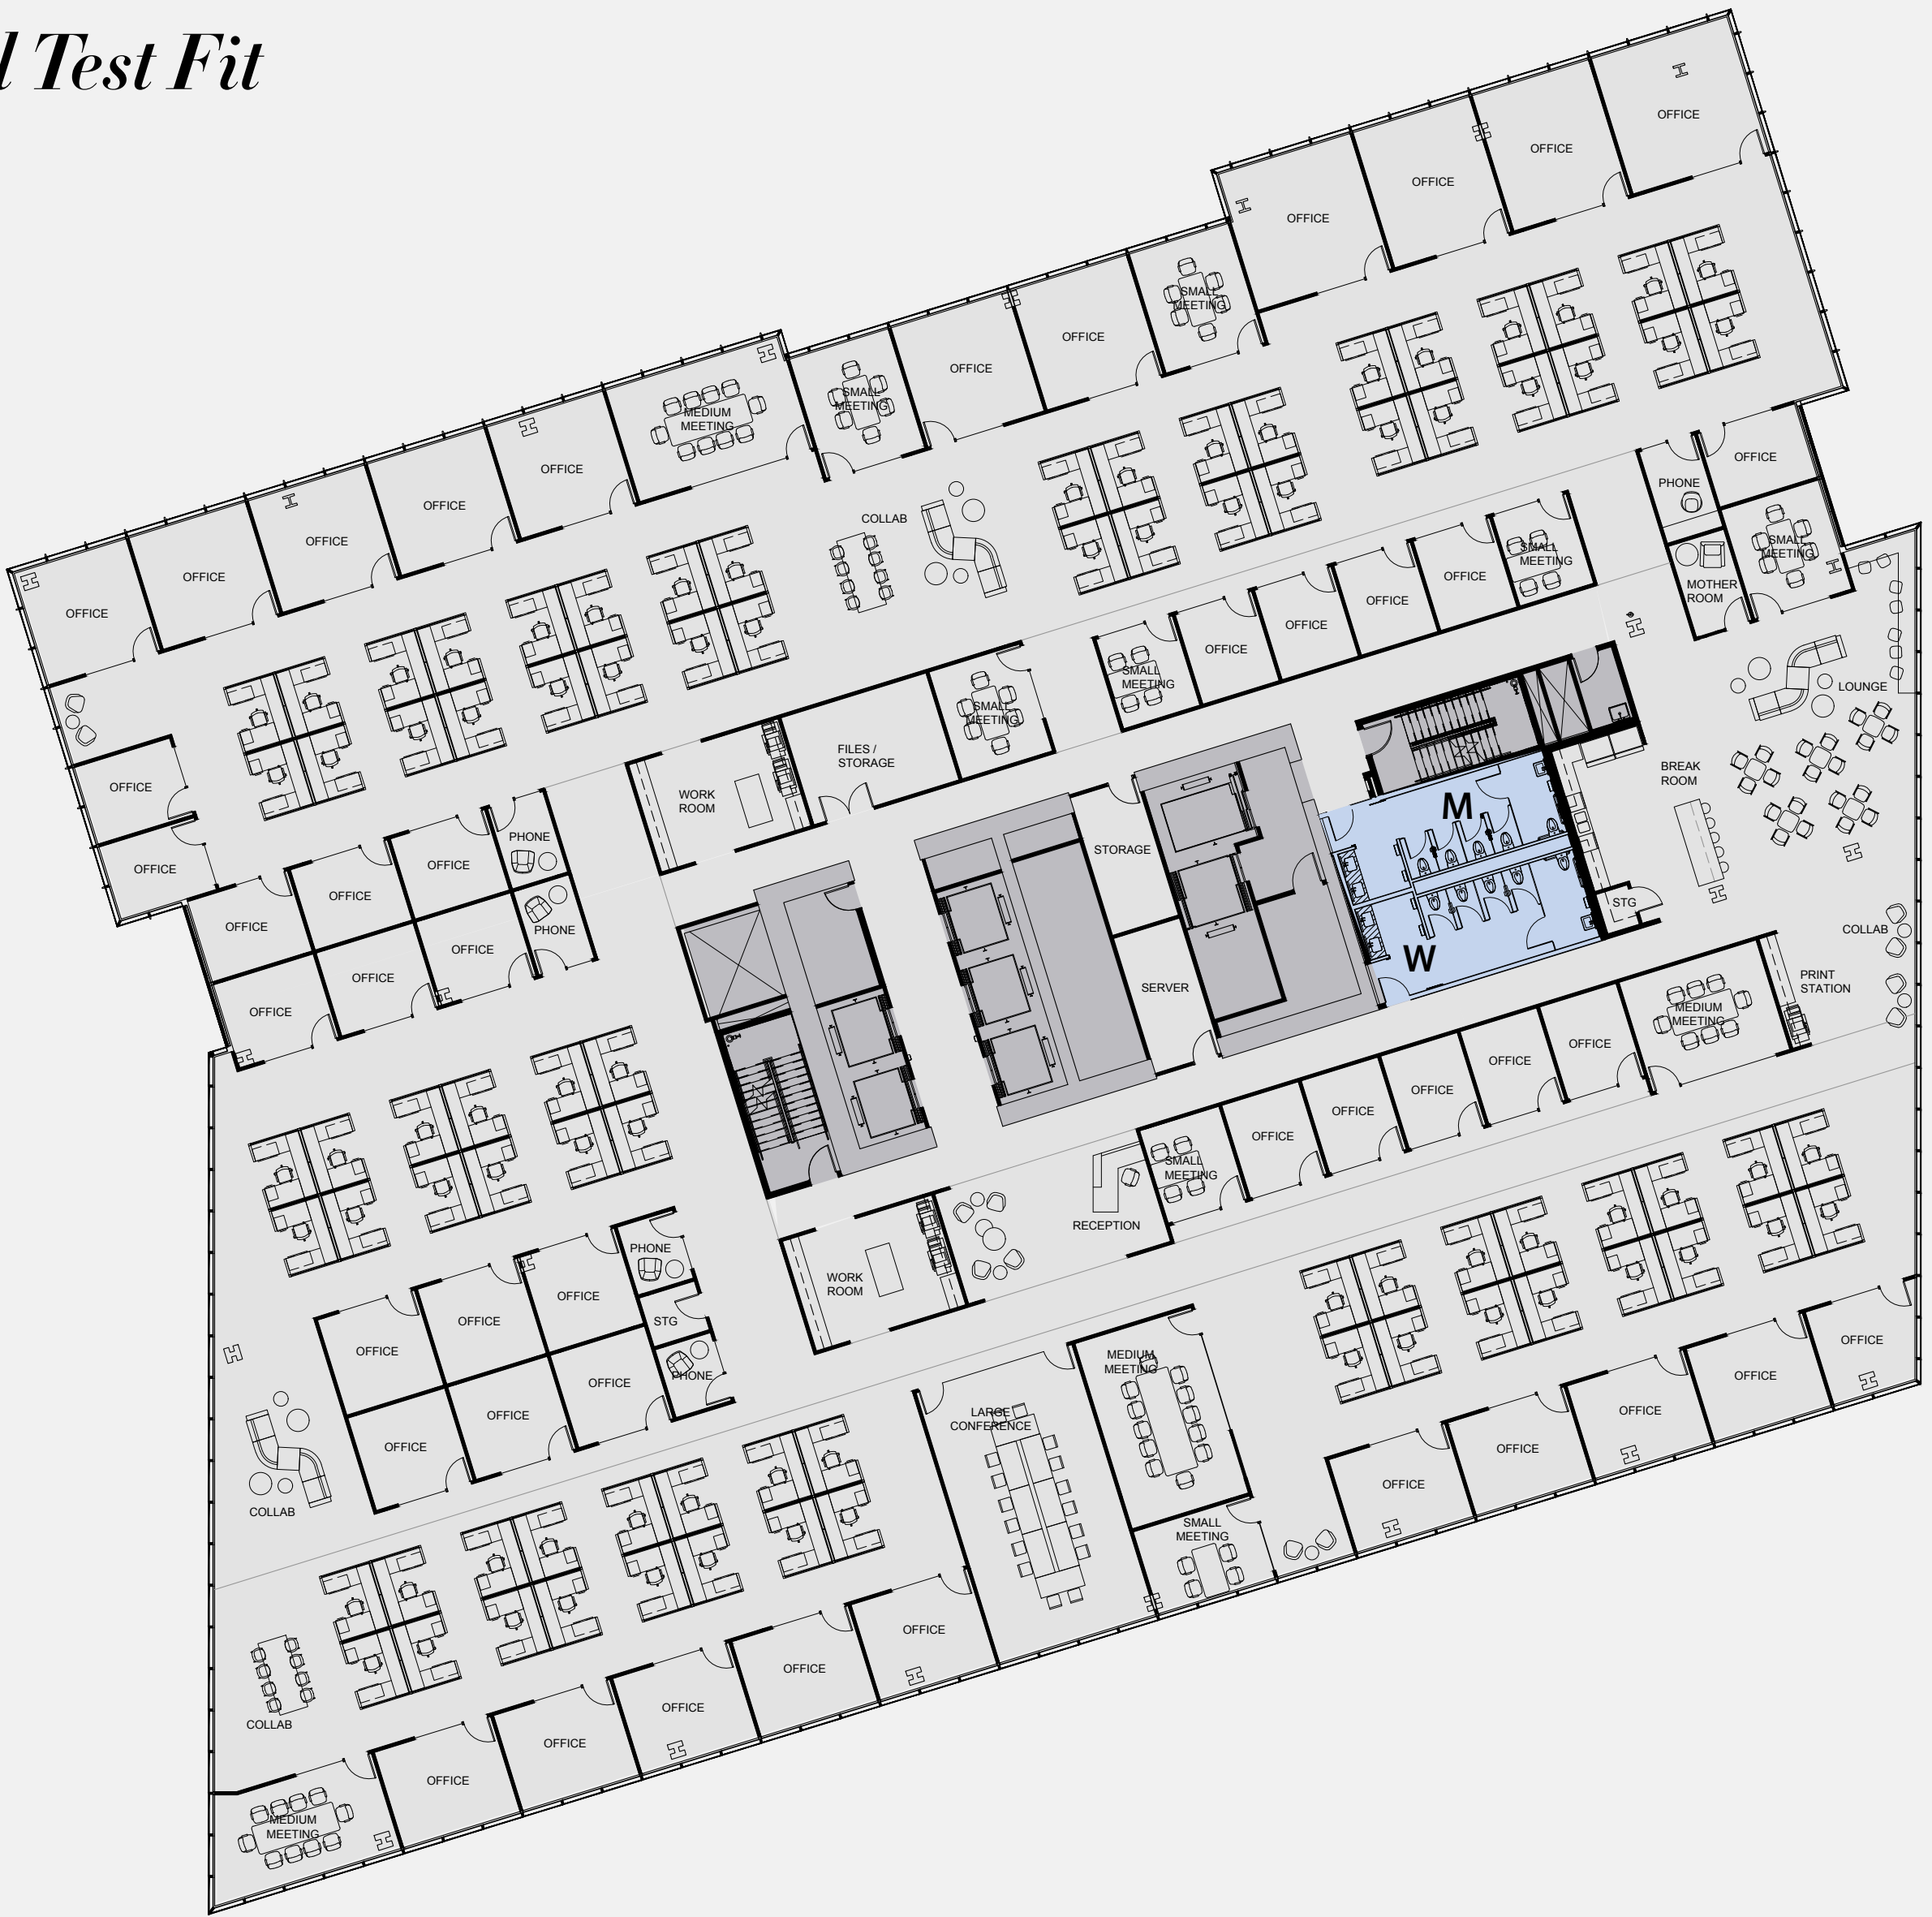 l Test Fit
OFFICE
OFFICE
OFFICE
OFFICE
SMALL
MEETING
OFFICE
OFFICE
SMALL
MEETING
MEDIUM
MEETING
OFFICE
OFFICE
OFFICE
OFFICE
OFFICE
COLLAB
OFFICE
PHONE
SMALL
MEETING
MOTHER
ROOM
SMALL
MEETING
OFFICE
OFFICE
OFFICE
OFFICE
SMALL
MEETING
SMALL
MEETING
FILES /
STORAGE
WORK
ROOM
LOUNGE
BREAK
ROOM
OFFICE
OFFICE
PHONE
OFFICE
OFFICE
OFFICE
PHONE
OFFICE
OFFICE
OFFICE
STORAGE
SERVER
M
W
STG
COLLAB
PRINT
STATION
MEDIUM
MEETING
OFFICE
OFFICE
OFFICE
OFFICE
OFFICE
SMALL
MEETING
RECEPTION
WORK
ROOM
PHONE
STG
PHONE
OFFICE
OFFICE
OFFICE
OFFICE
OFFICE
OFFICE
COLLAB
MEDIUM
MEETING
LARGE
CONFERENCE
SMALL
MEETING
OFFICE
OFFICE
OFFICE
OFFICE
OFFICE
OFFICE
OFFICE
OFFICE
OFFICE
OFFICE
COLLAB
MEDIUM
MEETING